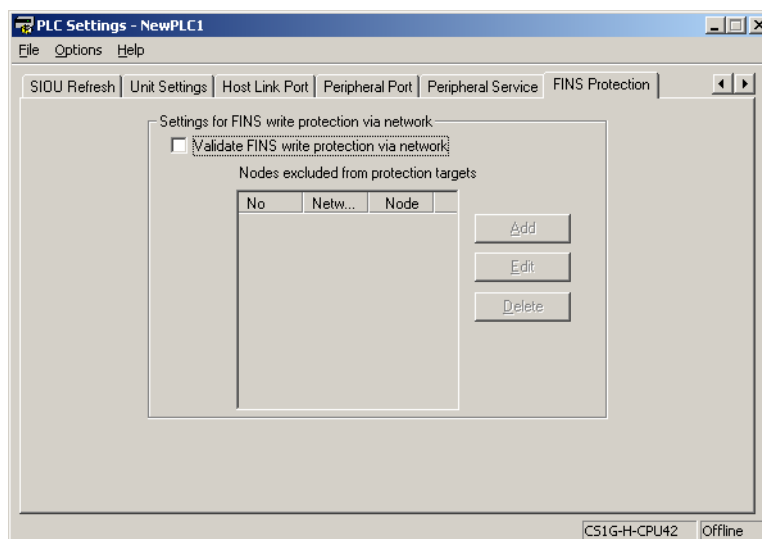 PLC Settings - NewPLC1
File Options Help
SIOU Refresh Unit Settings Host Link Port Peripheral Port Peripheral Service FINS Protection
Settings for FINS write protection via network
Validate FINS write protection via network
Nodes excluded from protection targets
No Netw... Node
Add
Edit
Delete
CS1G-H-CPU42 Offline